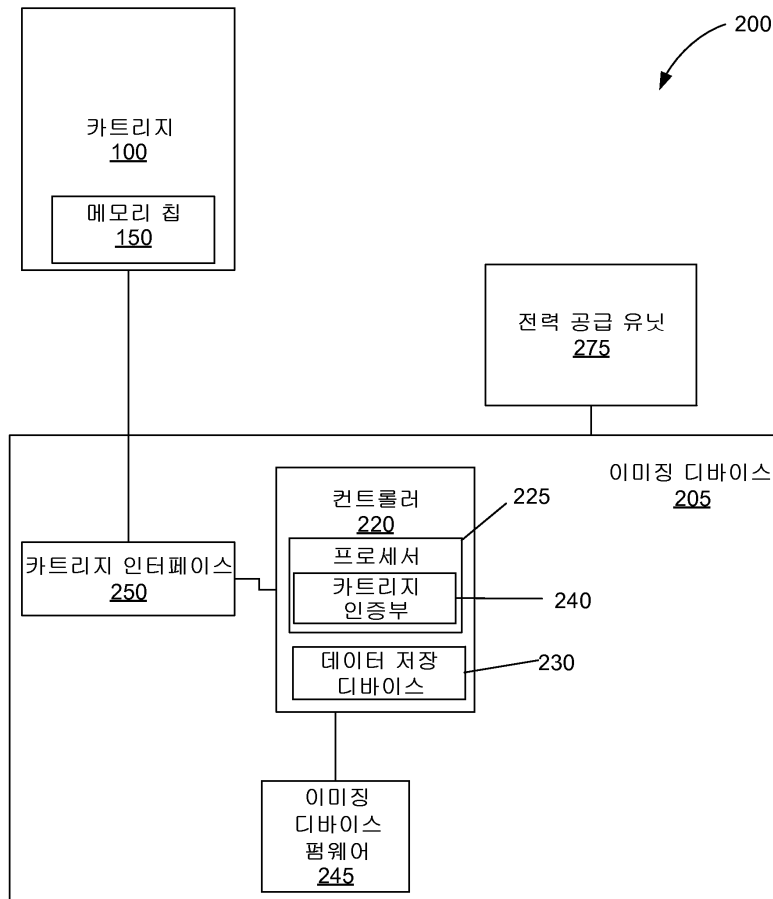 200
카트리지
100
메모리 칩
150
전력 공급 유닛
275
이미징 디바이스
205
컨트롤러
220
225
프로세서
카트리지
인증부
240
카트리지 인터페이스
250
데이터 저장
디바이스
230
이미징
디바이스
펌웨어
245